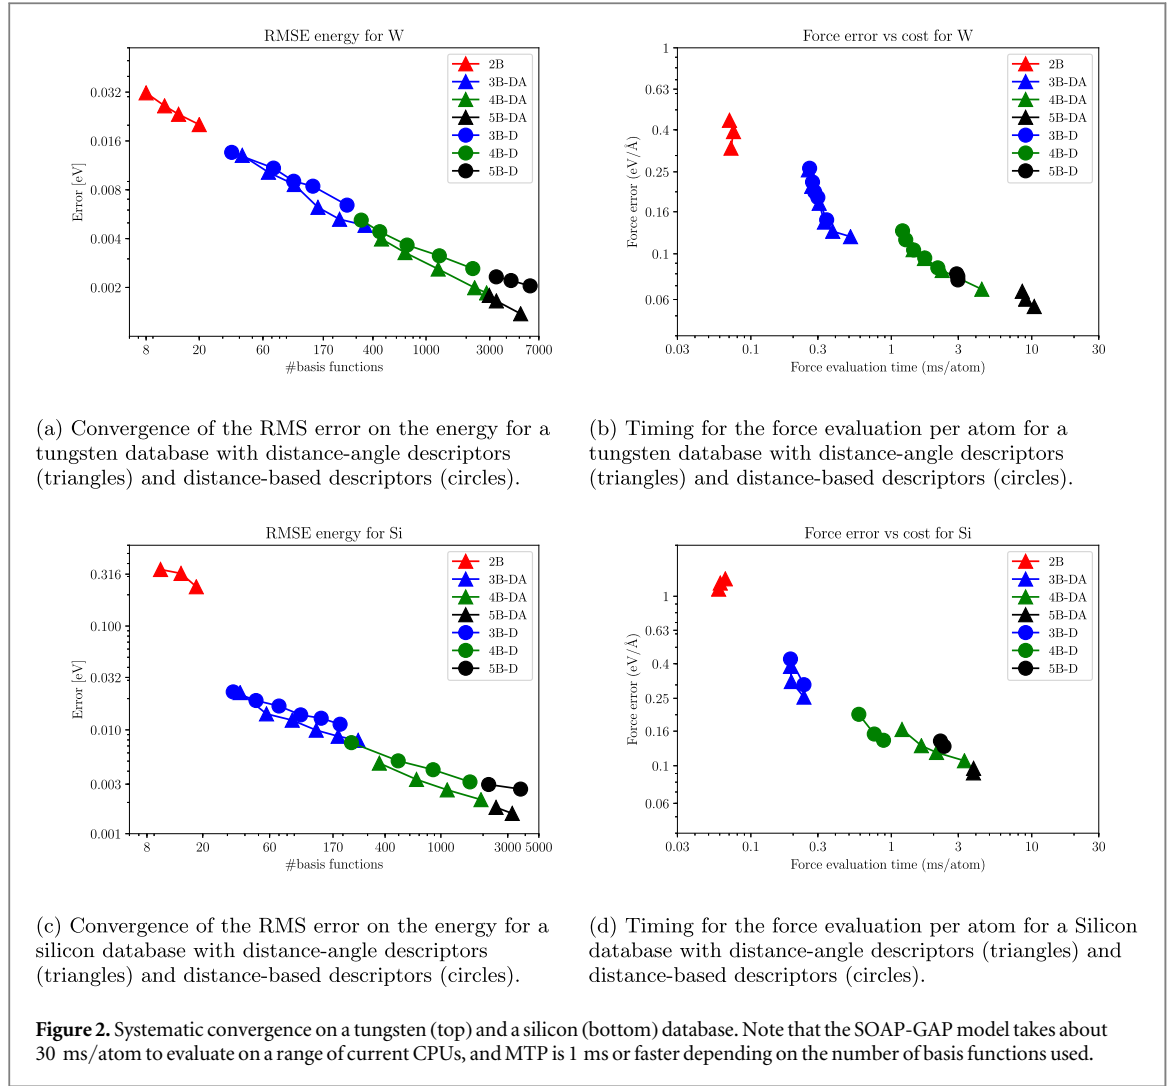 RMSE energy for W
Error [eV]
0.032
0.016
0.008
0.004
0.002
8 20 60 170 400 1000 3000 7000
#basis functions
2B
3B-DA
4B-DA
5B-DA
3B-D
4B-D
5B-D
Force error vs cost for W
Force error (eV/Å)
1
0.63
0.4
0.25
0.16
0.1
0.06
0.03 0.1 0.3 1 3 10 30
Force evaluation time (ms/atom)
2B
3B-DA
4B-DA
5B-DA
3B-D
4B-D
5B-D
(a) Convergence of the RMS error on the energy for a
tungsten database with distance-angle descriptors
(triangles) and distance-based descriptors (circles).
(b) Timing for the force evaluation per atom for a
tungsten database with distance-angle descriptors
(triangles) and distance-based descriptors (circles).
RMSE energy for Si
Error [eV]
0.316
0.100
0.032
0.010
0.003
0.001
8 20 60 170 400 1000 3000 5000
#basis functions
2B
3B-DA
4B-DA
5B-DA
3B-D
4B-D
5B-D
Force error vs cost for Si
Force error (eV/Å)
1
0.63
0.4
0.25
0.16
0.1
0.06
0.03 0.1 0.3 1 3 10 30
Force evaluation time (ms/atom)
2B
3B-DA
4B-DA
5B-DA
3B-D
4B-D
5B-D
(c) Convergence of the RMS error on the energy for a
silicon database with distance-angle descriptors
(triangles) and distance-based descriptors (circles).
(d) Timing for the force evaluation per atom for a Silicon
database with distance-angle descriptors (triangles) and
distance-based descriptors (circles).
Figure 2. Systematic convergence on a tungsten (top) and a silicon (bottom) database. Note that the SOAP-GAP model takes about
30 ms/atom to evaluate on a range of current CPUs, and MTP is 1 ms or faster depending on the number of basis functions used.